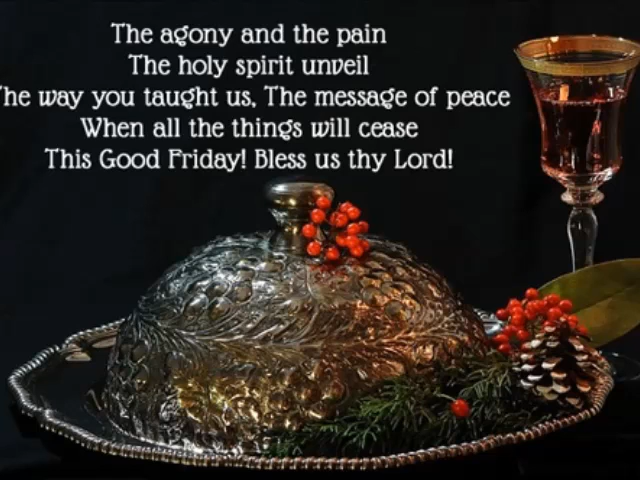 The agony and the pain
The holy spirit unveil
The way you taught us, The message of peace
When all the things will cease
This Good Friday! Bless us thy Lord!